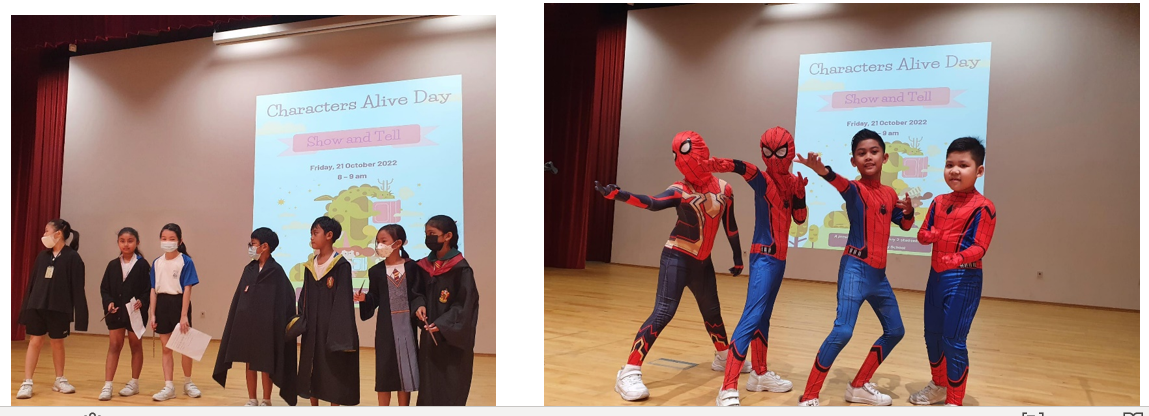 Characters Alive Day
Show and Tell
Friday, 21 October 2022
8 – 9 am
Characters Alive Day
Show and Tell
Friday, 21 October 2022
9 am